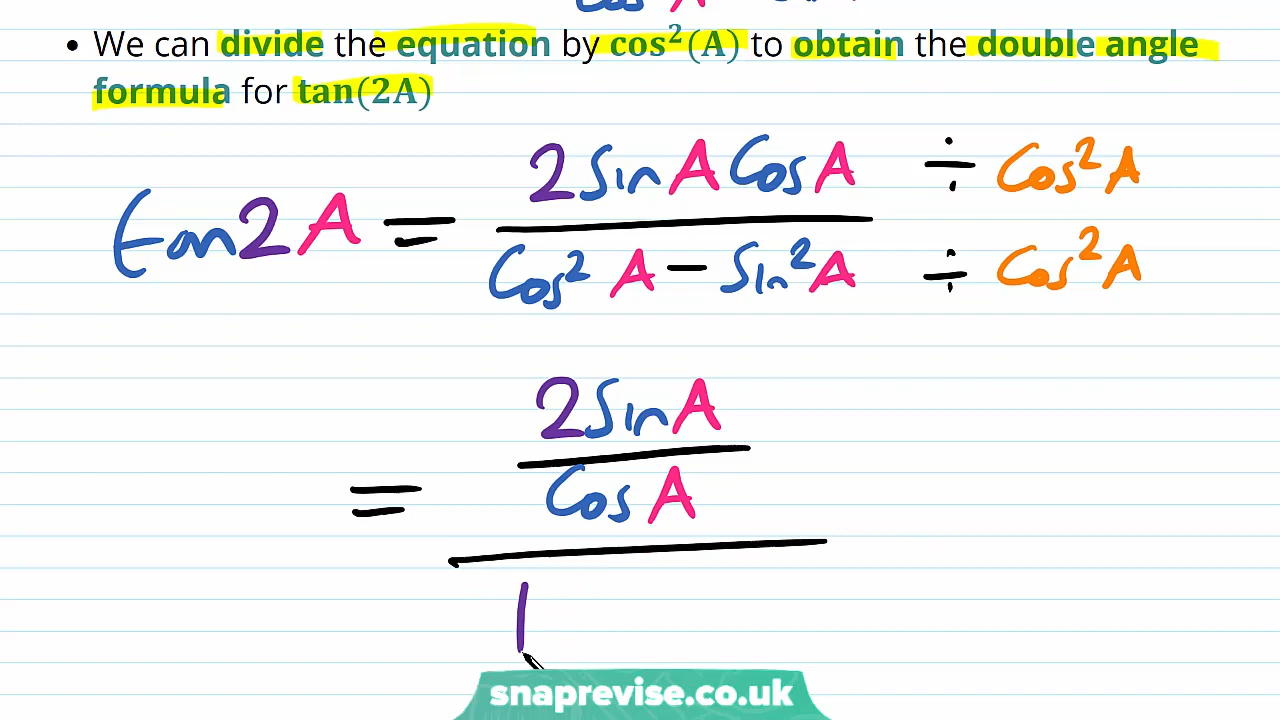 • We can divide the equation by cos²(A) to obtain the double angle
formula for tan(2A)
tan2A = 2SinACosA ÷ Cos²A
Cos²A - Sin²A ÷ Cos²A
= 2SinA
CosA
1
snaprevise.co.uk